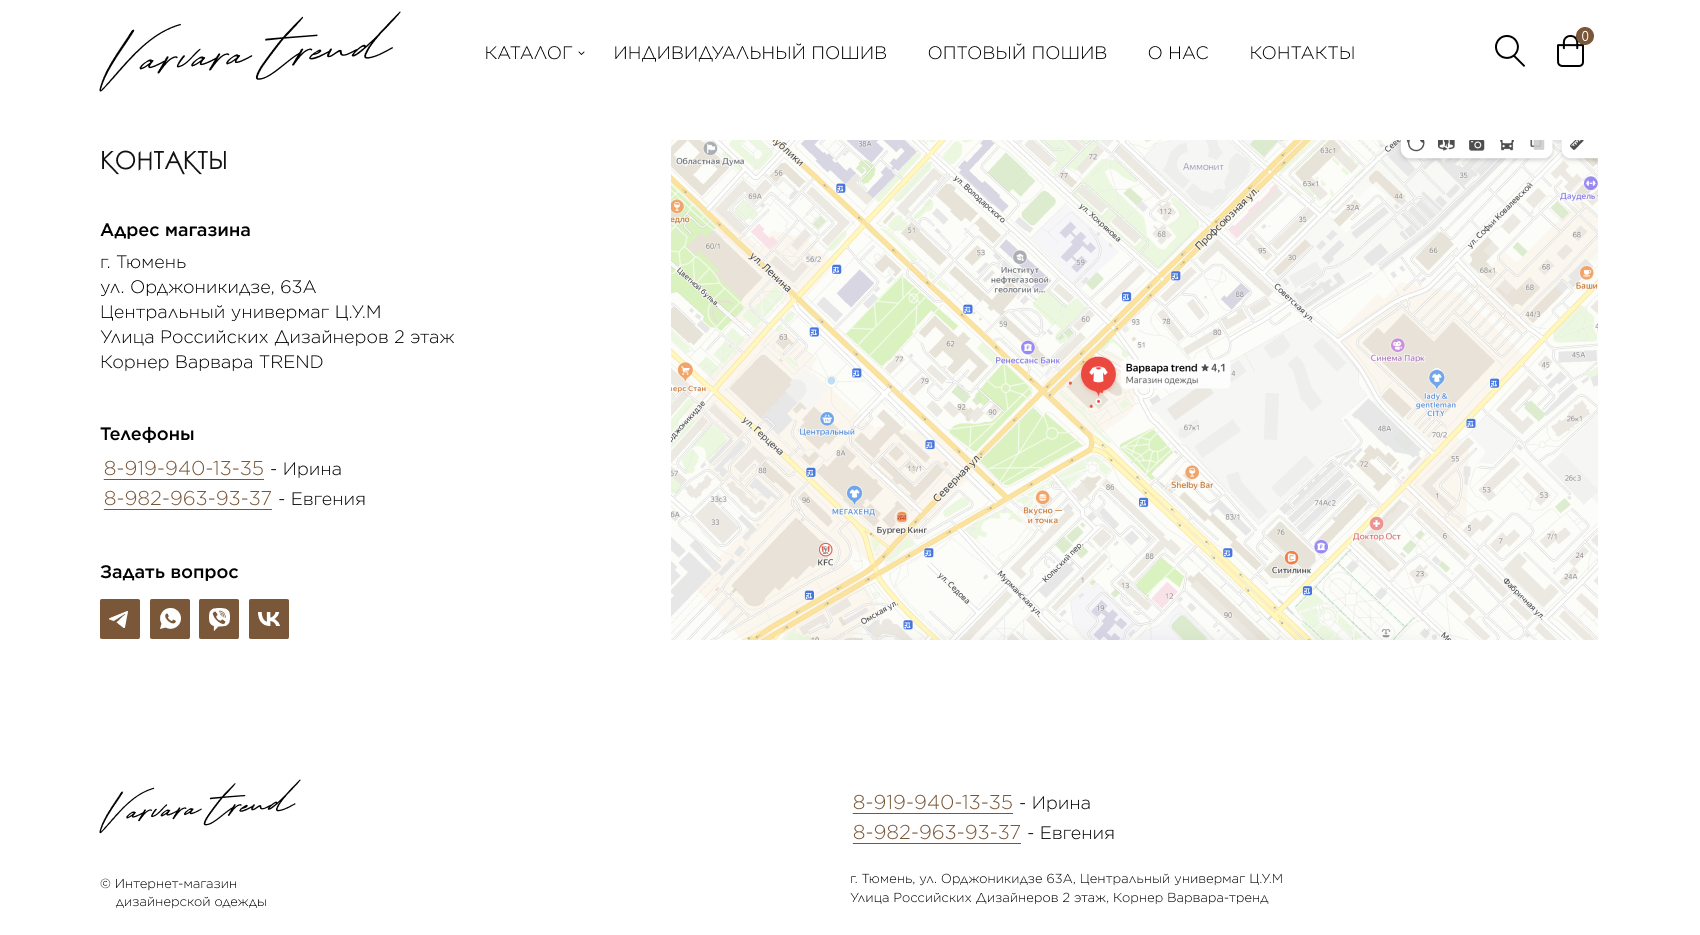 Varvara trend
КАТАЛОГ
ИНДИВИДУАЛЬНЫЙ ПОШИВ
ОПТОВЫЙ ПОШИВ
О НАС
КОНТАКТЫ
0
КОНТАКТЫ
Адрес магазина
г. Тюмень
ул. Орджоникидзе, 63А
Центральный универмаг Ц.У.М
Улица Российских Дизайнеров 2 этаж
Корнер Варвара TREND
Телефоны
8-919-940-13-35 - Ирина
8-982-963-93-37 - Евгения
Задать вопрос
Областная Дума
Аммонит
ул. Володарского
ул. Хохрякова
Профсоюзная ул.
ул. Софьи Ковалевской
Даудель
ул. Ленина
Цветной бульв.
Институт
нефтегазовой
геологии и...
Советская ул.
Ренессанс Банк
Синема Парк
Варвара trend ★ 4,1
Магазин одежды
lady &
gentleman
CITY
Центральный
ул. Герцена
Северная ул.
МЕГАХЕНД
Бургер Кинг
KFC
Вкусно —
и точка
Shelby Bar
Доктор Ост
Ситилинк
Кольский пер.
Мурманская ул.
ул. Седова
Омская ул.
Фабричная ул.
Varvara trend
© Интернет-магазин
дизайнерской одежды
8-919-940-13-35 - Ирина
8-982-963-93-37 - Евгения
г. Тюмень, ул. Орджоникидзе 63А, Центральный универмаг Ц.У.М
Улица Российских Дизайнеров 2 этаж, Корнер Варвара-тренд